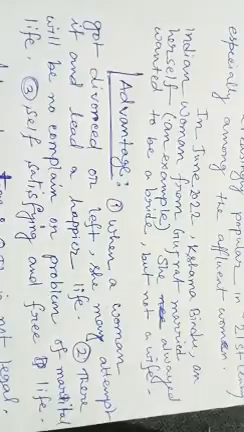 increasingly popular in 21st century
especially among the affluent women.
In June 2022, Kshama Bindu, an
Indian woman from Gujrat married
herself (an example) She always
wanted to be a bride, but not a wife.
Advantage: ① When a woman
got divorced or left, she may attempt
it and lead a happier life. ② There
will be no complain or problem of marital
life. ③ Self satisfying and free life.
is not legal.